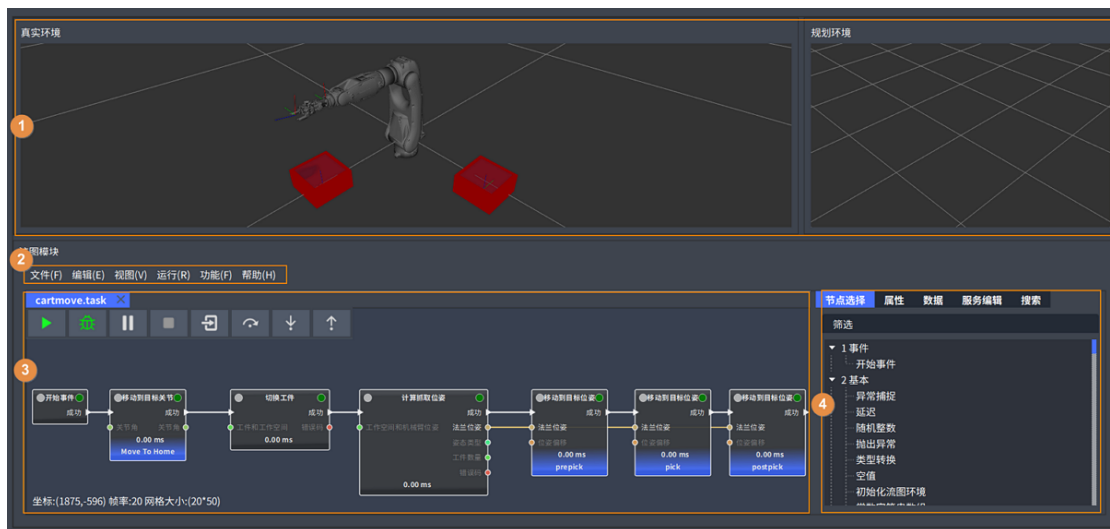 真实环境
规划环境
1
图模块
2
文件(F) 编辑(E) 视图(V) 运行(R) 功能(F) 帮助(H)
cartmove.task
节点选择 属性 数据 服务编辑 搜索
筛选
3
1 事件
开始事件
2 基本
异常捕捉
延迟
随机整数
抛出异常
类型转换
空值
初始化流图环境
4
开始事件
成功
移动到目标关节
成功
关节角 关节角
0.00 ms
Move To Home
切换工件
成功
工件和工作空间 错误码
0.00 ms
计算抓取位姿
成功
工作空间和机械臂位姿 法兰位姿
姿态类型
工件数量
错误码
0.00 ms
移动到目标位姿
成功
法兰位姿
位姿偏移
0.00 ms
prepick
移动到目标位姿
成功
法兰位姿
位姿偏移
0.00 ms
pick
移动到目标位姿
成功
法兰位姿
位姿偏移
0.00 ms
postpick
坐标:(1875,-596) 帧率:20 网格大小:(20*50)